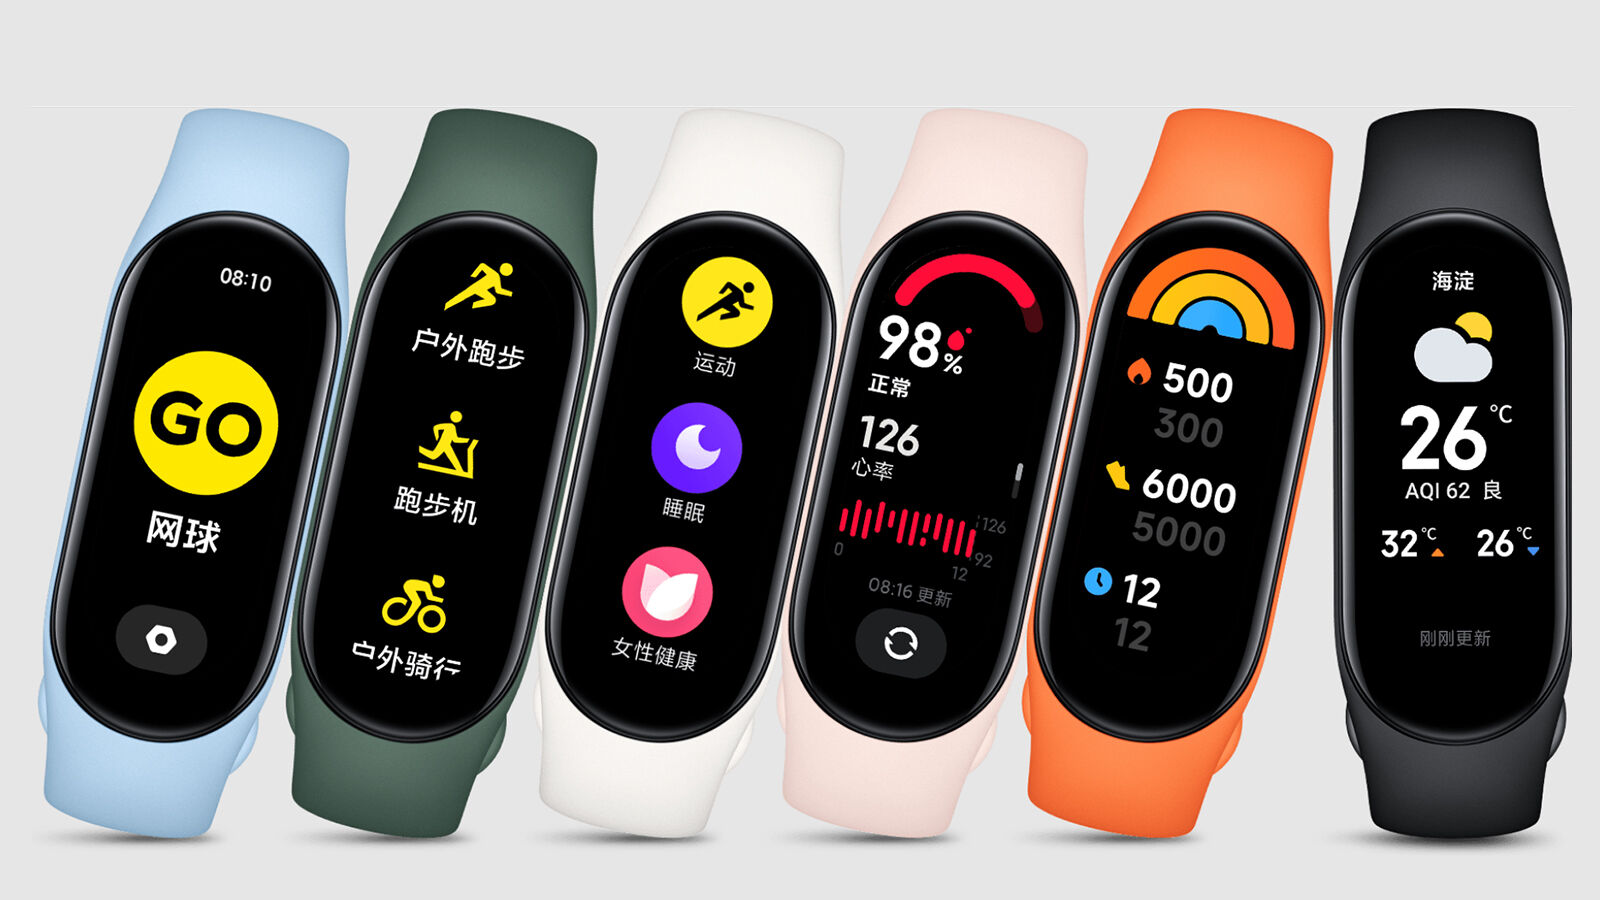 08:10
GO
网球
户外跑步
跑步机
户外骑行
运动
睡眠
女性健康
98%
正常
126
心率
126
92
0
12
08:16 更新
500
300
6000
5000
12
12
海淀
26℃
AQI 62 良
32℃ 26℃
刚刚更新